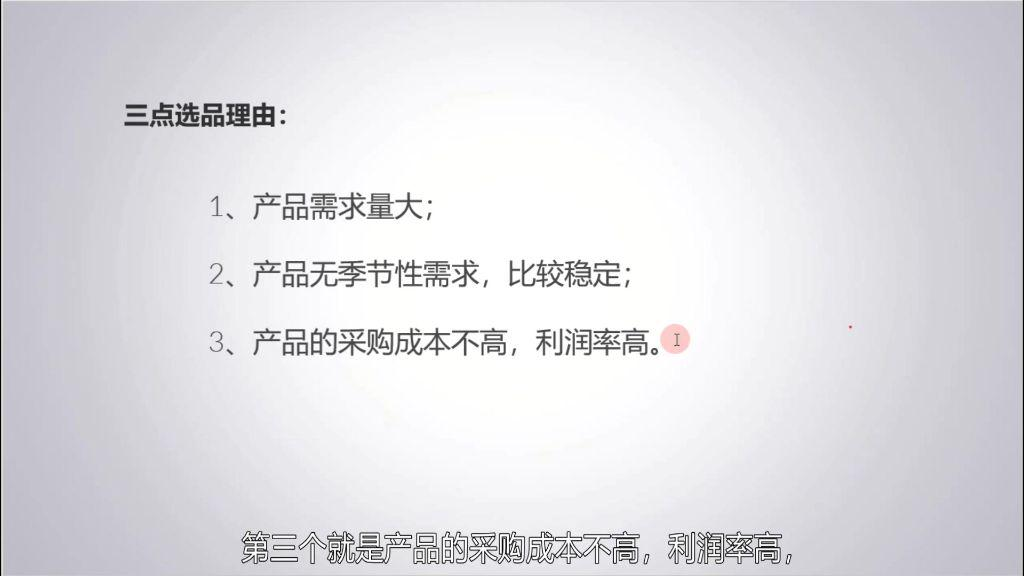 三点选品理由：
1、产品需求量大；
2、产品无季节性需求，比较稳定；
3、产品的采购成本不高，利润率高。
第三个就是产品的采购成本不高，利润率高，